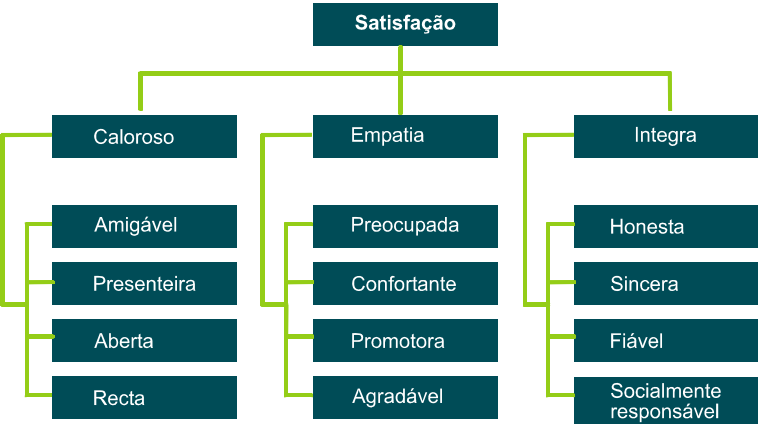 Satisfação
Caloroso
Empatia
Integra
Amigável
Preocupada
Honesta
Presenteira
Confortante
Sincera
Aberta
Promotora
Fiável
Recta
Agradável
Socialmente
responsável